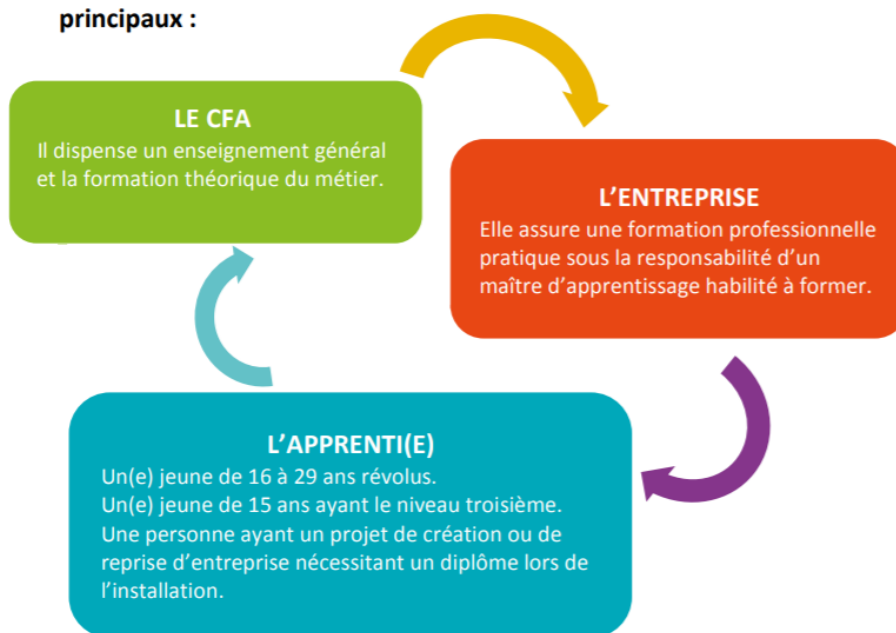 principaux :
LE CFA
Il dispense un enseignement général
et la formation théorique du métier.
L’ENTREPRISE
Elle assure une formation professionnelle
pratique sous la responsabilité d’un
maître d’apprentissage habilité à former.
L’APPRENTI(E)
Un(e) jeune de 16 à 29 ans révolus.
Un(e) jeune de 15 ans ayant le niveau troisième.
Une personne ayant un projet de création ou de
reprise d’entreprise nécessitant un diplôme lors de
l’installation.